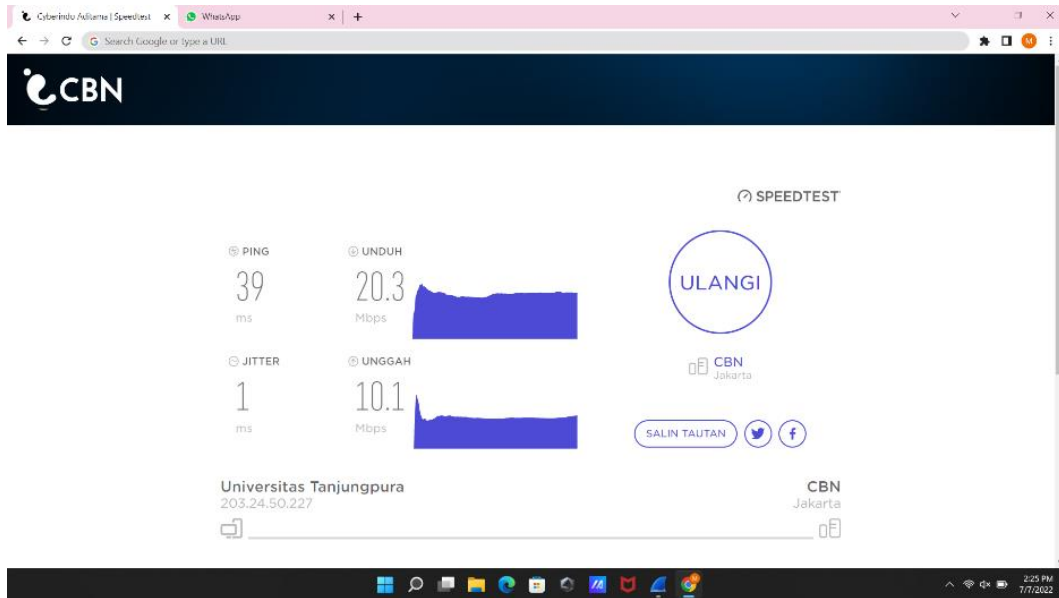 Cyberindo Aditama | Speedtest
WhatsApp
Search Google or type a URL
M
CBN
SPEEDTEST
PING
39
ms
UNDUH
20.3
Mbps
ULANGI
JITTER
1
ms
UNGGAH
10.1
Mbps
CBN
Jakarta
SALIN TAUTAN
Universitas Tanjungpura
203.24.50.227
CBN
Jakarta
2:25 PM
7/7/2022